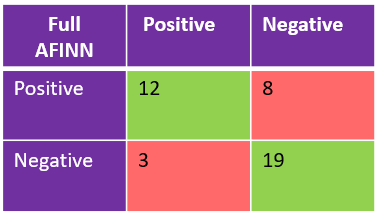 Full Positive Negative
AFINN
Positive 12 8
Negative 3 19